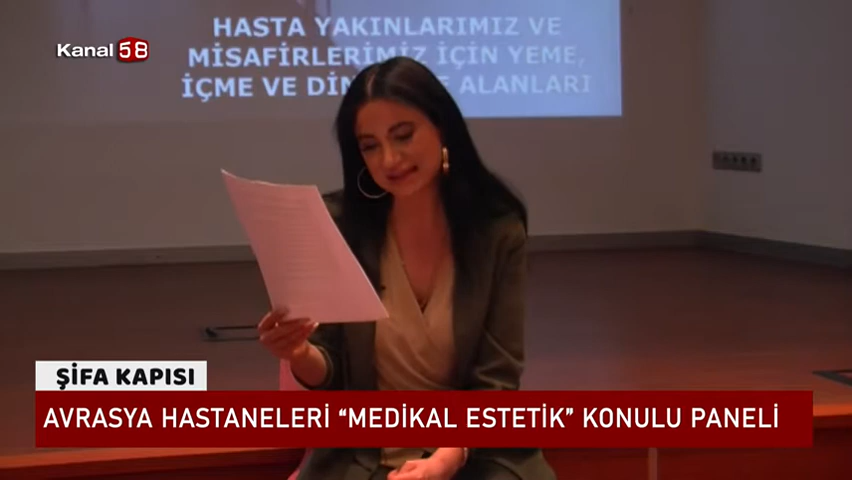 Kanal 58
HASTA YAKINLARIMIZ VE
MİSAFİRLERİMİZ İÇİN YEME,
İÇME VE ALANLARI
ŞİFA KAPISI
AVRASYA HASTANELERİ “MEDİKAL ESTETİK” KONULU PANELİ